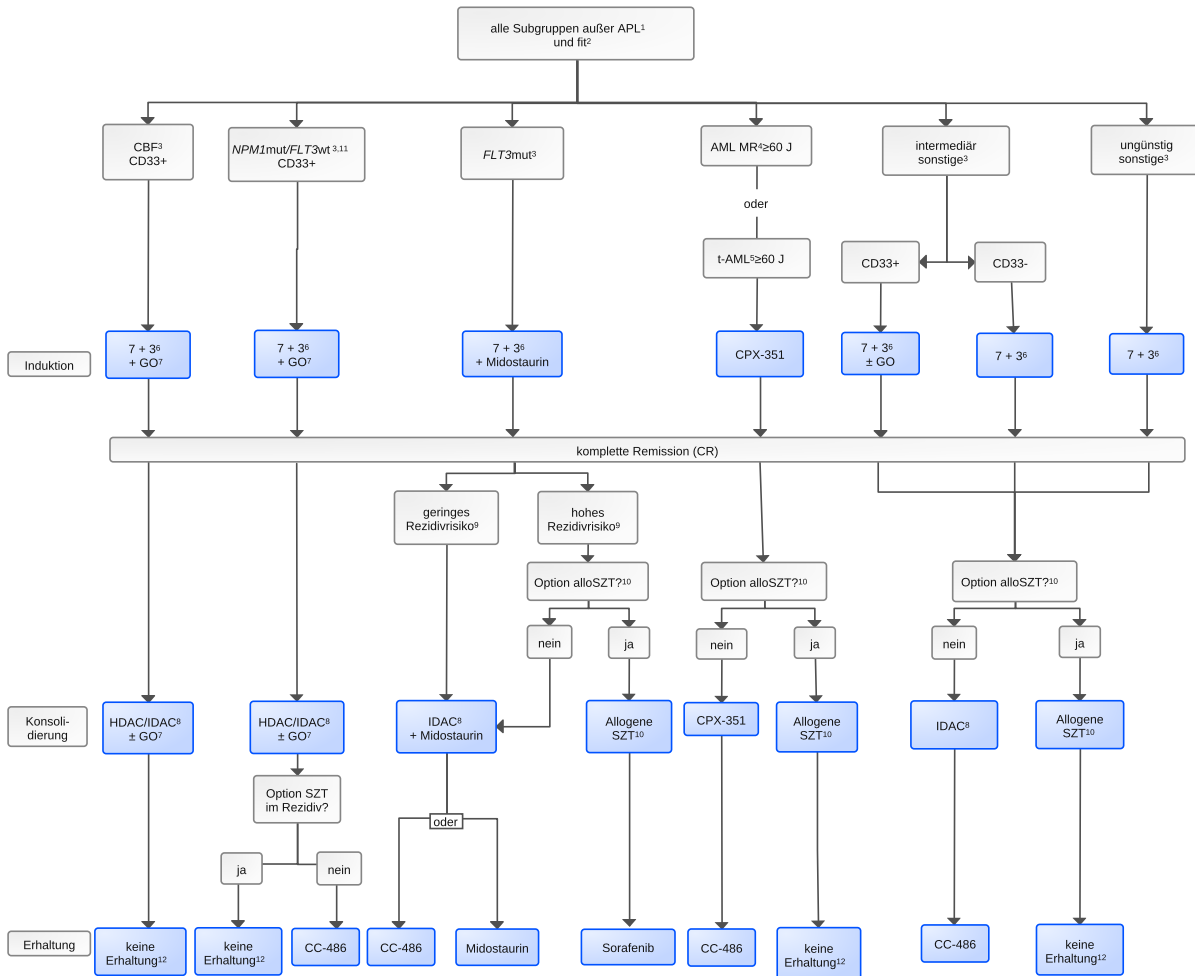 alle Subgruppen außer APL¹
und fit²
CBF³
CD33+
NPM1mut/FLT3wt ³,¹¹
CD33+
FLT3mut³
AML MR⁴≥60 J
oder
t-AML⁵≥60 J
intermediär
sonstige³
ungünstig
sonstige³
CD33+
CD33-
Induktion
7 + 3⁶
+ GO⁷
7 + 3⁶
+ GO⁷
7 + 3⁶
+ Midostaurin
CPX-351
7 + 3⁶
± GO
7 + 3⁶
7 + 3⁶
komplette Remission (CR)
geringes
Rezidivrisiko⁹
hohes
Rezidivrisiko⁹
Option alloSZT?¹⁰
Option alloSZT?¹⁰
Option alloSZT?¹⁰
nein
ja
nein
ja
nein
ja
Konsoli-
dierung
HDAC/IDAC⁸
± GO⁷
HDAC/IDAC⁸
± GO⁷
IDAC⁸
+ Midostaurin
Allogene
SZT¹⁰
CPX-351
Allogene
SZT¹⁰
IDAC⁸
Allogene
SZT¹⁰
Option SZT
im Rezidiv?
oder
ja
nein
Erhaltung
keine
Erhaltung¹²
keine
Erhaltung¹²
CC-486
CC-486
Midostaurin
Sorafenib
CC-486
keine
Erhaltung¹²
CC-486
keine
Erhaltung¹²